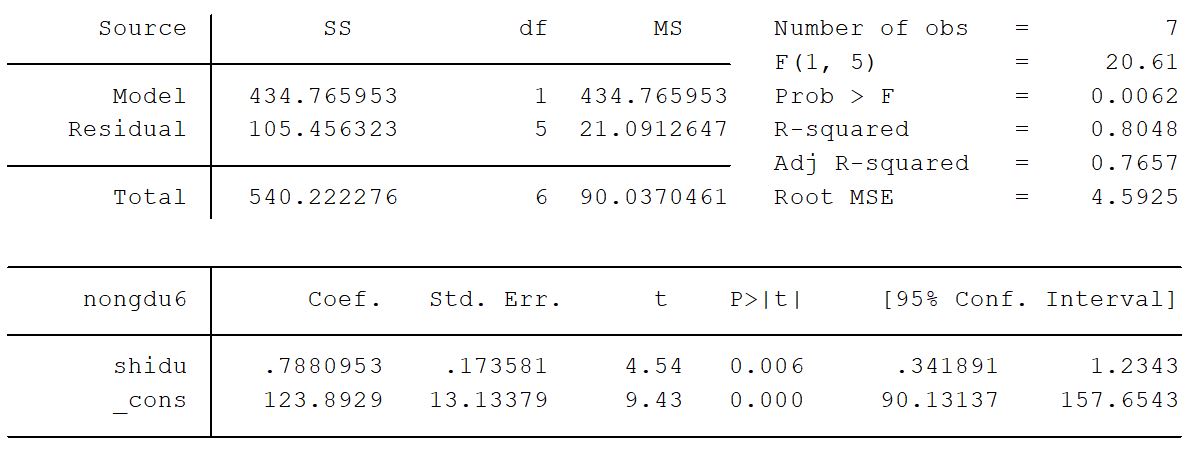 Source SS df MS Number of obs = 7
F(1, 5) = 20.61
Model 434.765953 1 434.765953 Prob > F = 0.0062
Residual 105.456323 5 21.0912647 R-squared = 0.8048
Adj R-squared = 0.7657
Total 540.222276 6 90.0370461 Root MSE = 4.5925
nongdu6 Coef. Std. Err. t P>|t| [95% Conf. Interval]
shidu .7880953 .173581 4.54 0.006 .341891 1.2343
_cons 123.8929 13.13379 9.43 0.000 90.13137 157.6543